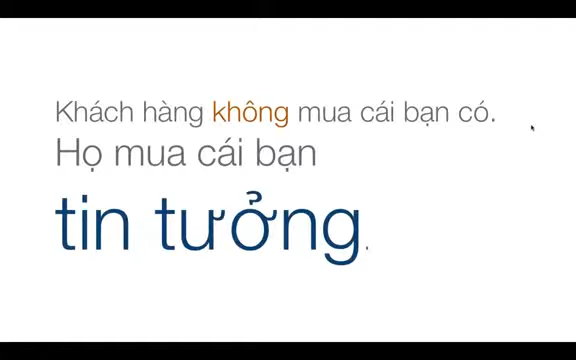 Khách hàng không mua cái bạn có.
Họ mua cái bạn
tin tưởng.